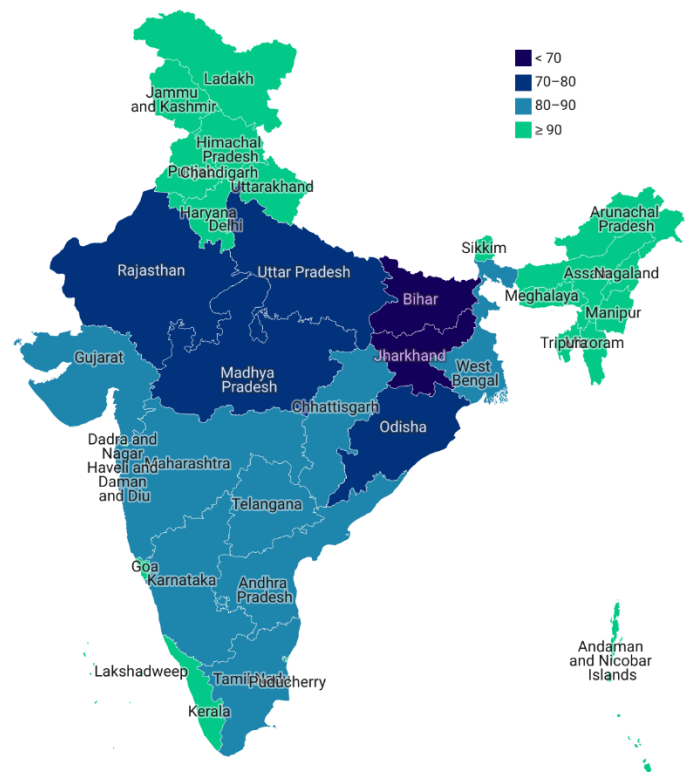 < 70
70–80
80–90
≥ 90
Ladakh
Jammu
and Kashmir
Himachal
Pradesh
Chandigarh
Uttarakhand
Haryana
Delhi
Arunachal
Pradesh
Sikkim
Nagaland
Meghalaya
Manipur
Rajasthan
Uttar Pradesh
Bihar
Jharkhand
West
Bengal
Gujarat
Madhya
Pradesh
Chhattisgarh
Odisha
Dadra and
Nagar
Haveli and
Daman
and Diu
Maharashtra
Telangana
Goa
Karnataka
Andhra
Pradesh
Lakshadweep
Tamil
Puducherry
Kerala
Andaman
and Nicobar
Islands